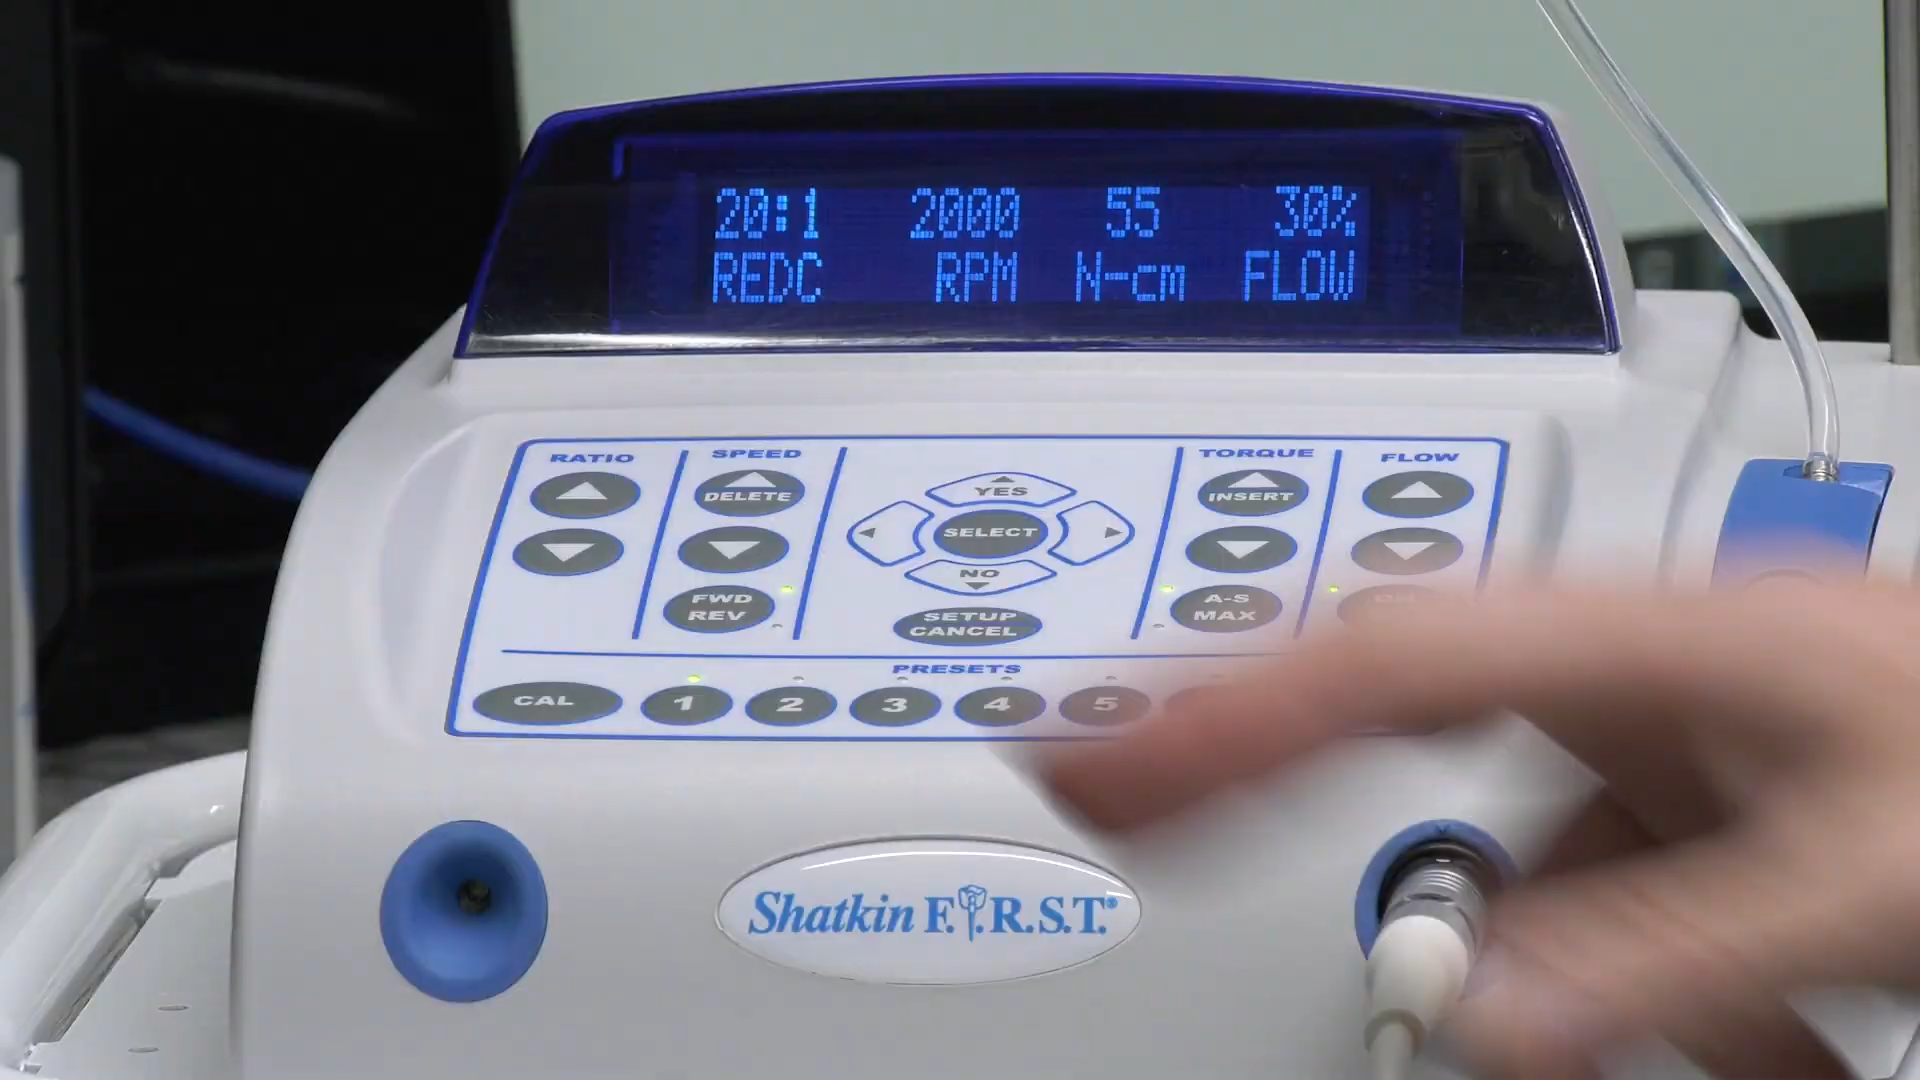 20:1 2000 55 30%
REDC RPM N-cm FLOW
RATIO SPEED TORQUE FLOW
DELETE YES INSERT
SELECT
NO
FWD REV
A-S MAX
SETUP CANCEL
PRESETS
CAL 1 2 3 4 5
Shatkin F.I.R.S.T.®